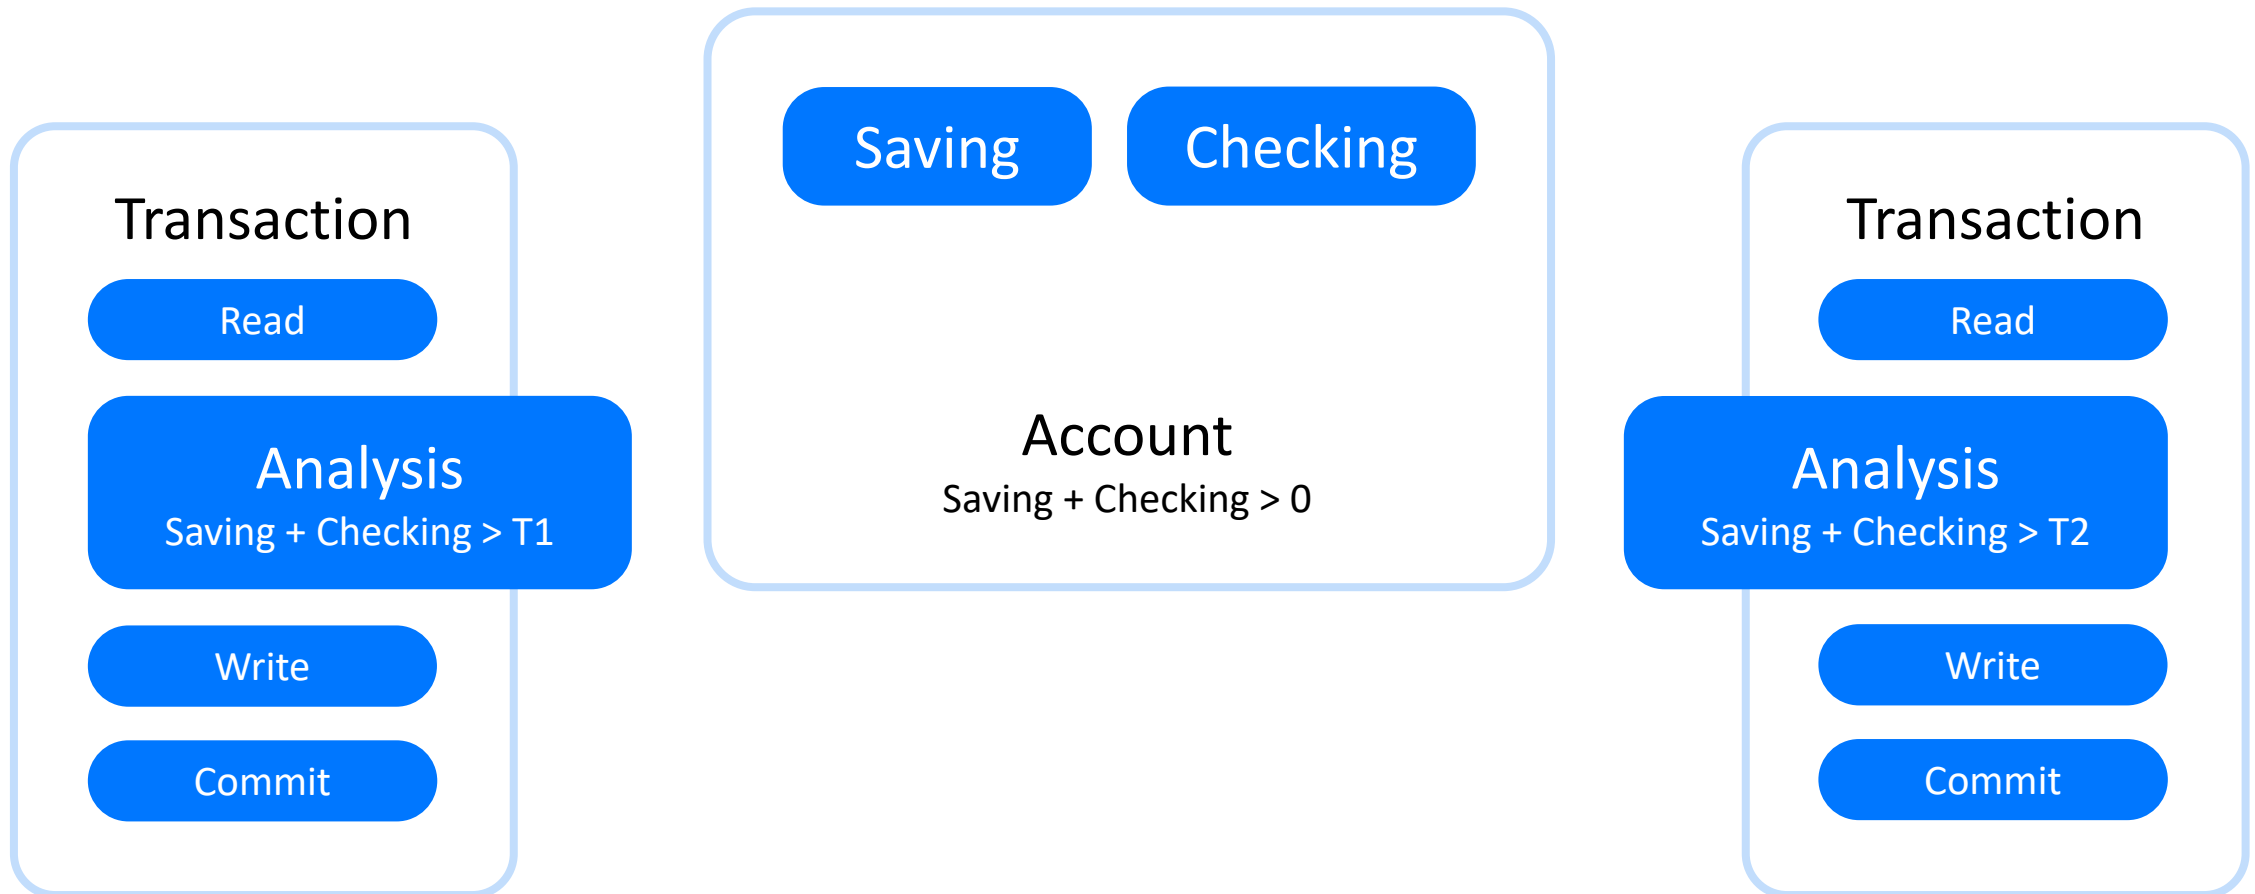 Transaction
Read
Analysis
Saving + Checking > T1
Write
Commit
Saving
Checking
Account
Saving + Checking > 0
Transaction
Read
Analysis
Saving + Checking > T2
Write
Commit